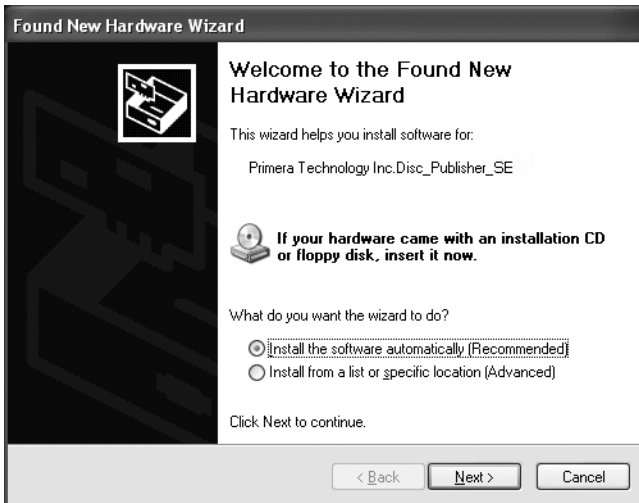 Found New Hardware Wizard
Welcome to the Found New
Hardware Wizard
This wizard helps you install software for:
Primera Technology Inc.Disc_Publisher_SE
If your hardware came with an installation CD
or floppy disk, insert it now.
What do you want the wizard to do?
Install the software automatically (Recommended)
Install from a list or specific location (Advanced)
Click Next to continue.
< Back Next > Cancel